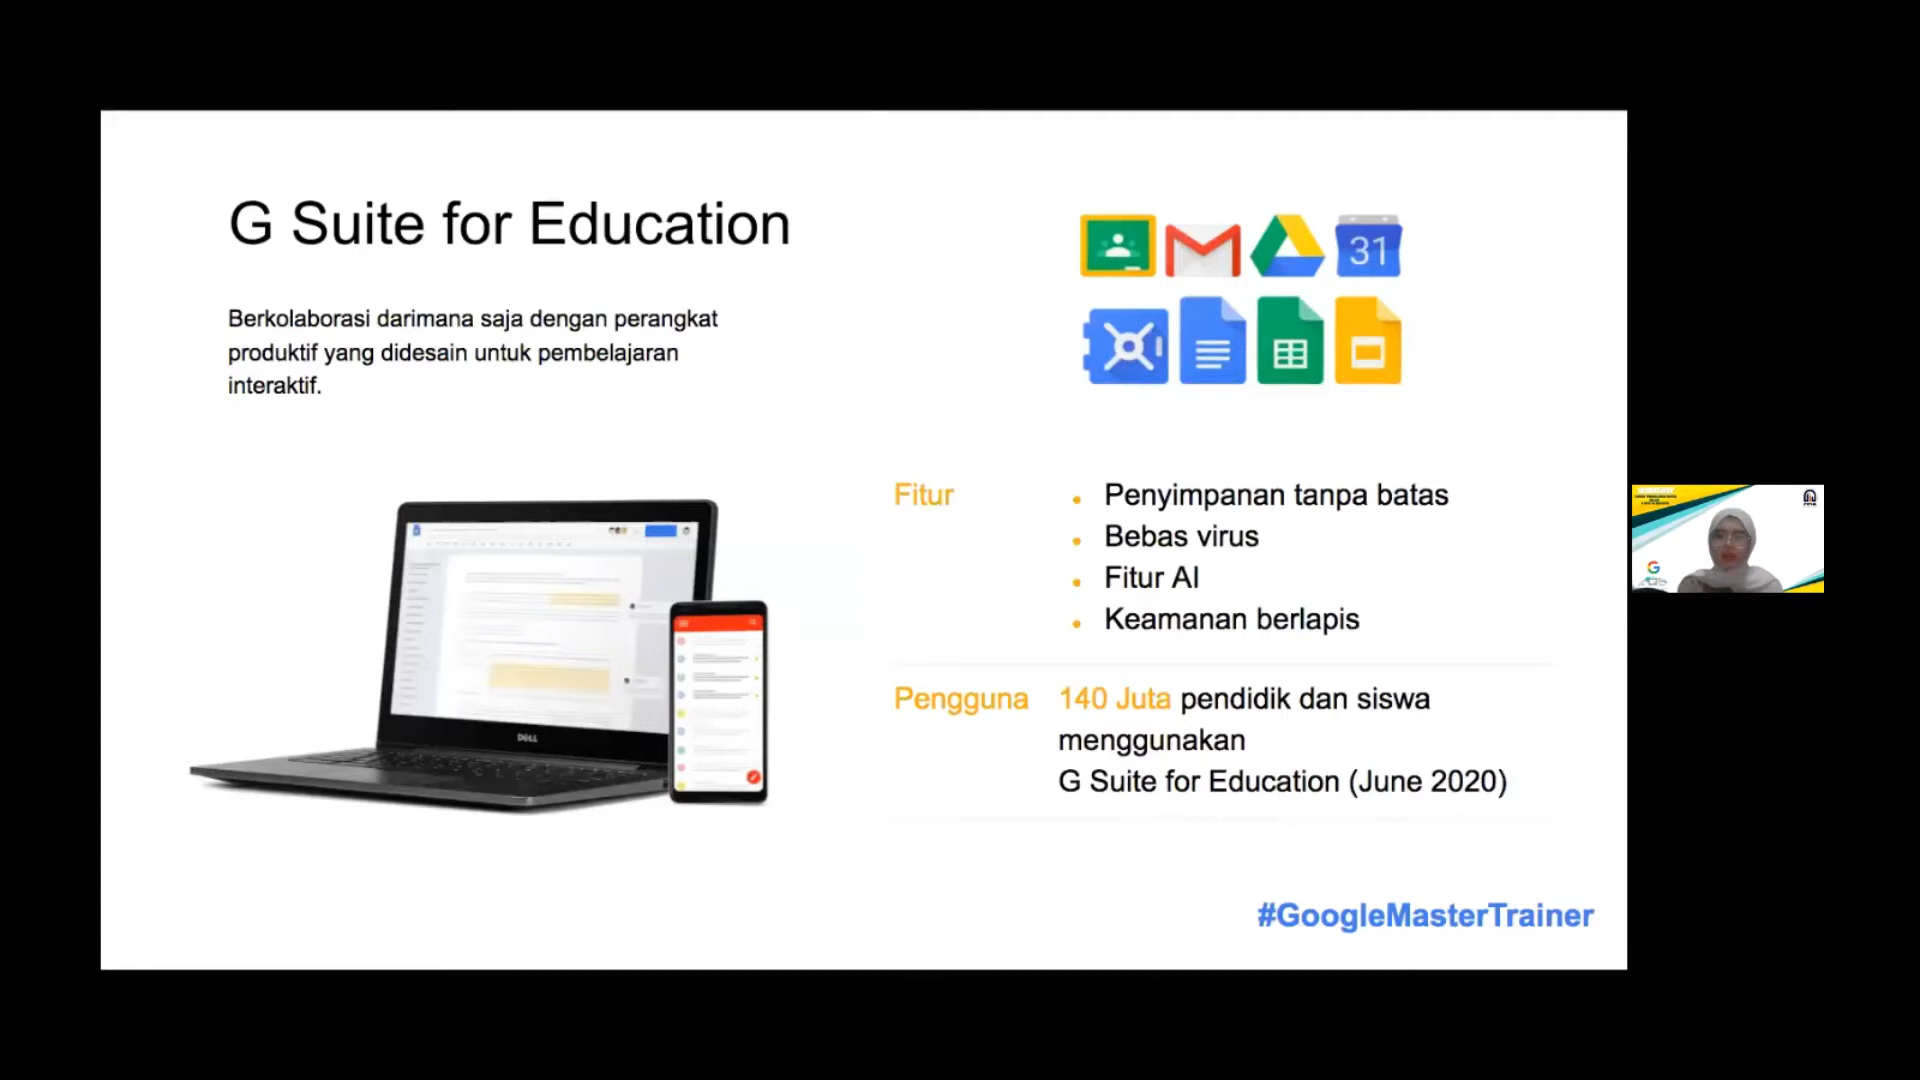 G Suite for Education
Berkolaborasi darimana saja dengan perangkat
produktif yang didesain untuk pembelajaran
interaktif.
31
DELL
Fitur
Penyimpanan tanpa batas
Bebas virus
Fitur AI
Keamanan berlapis
Pengguna
140 Juta pendidik dan siswa
menggunakan
G Suite for Education (June 2020)
#GoogleMasterTrainer